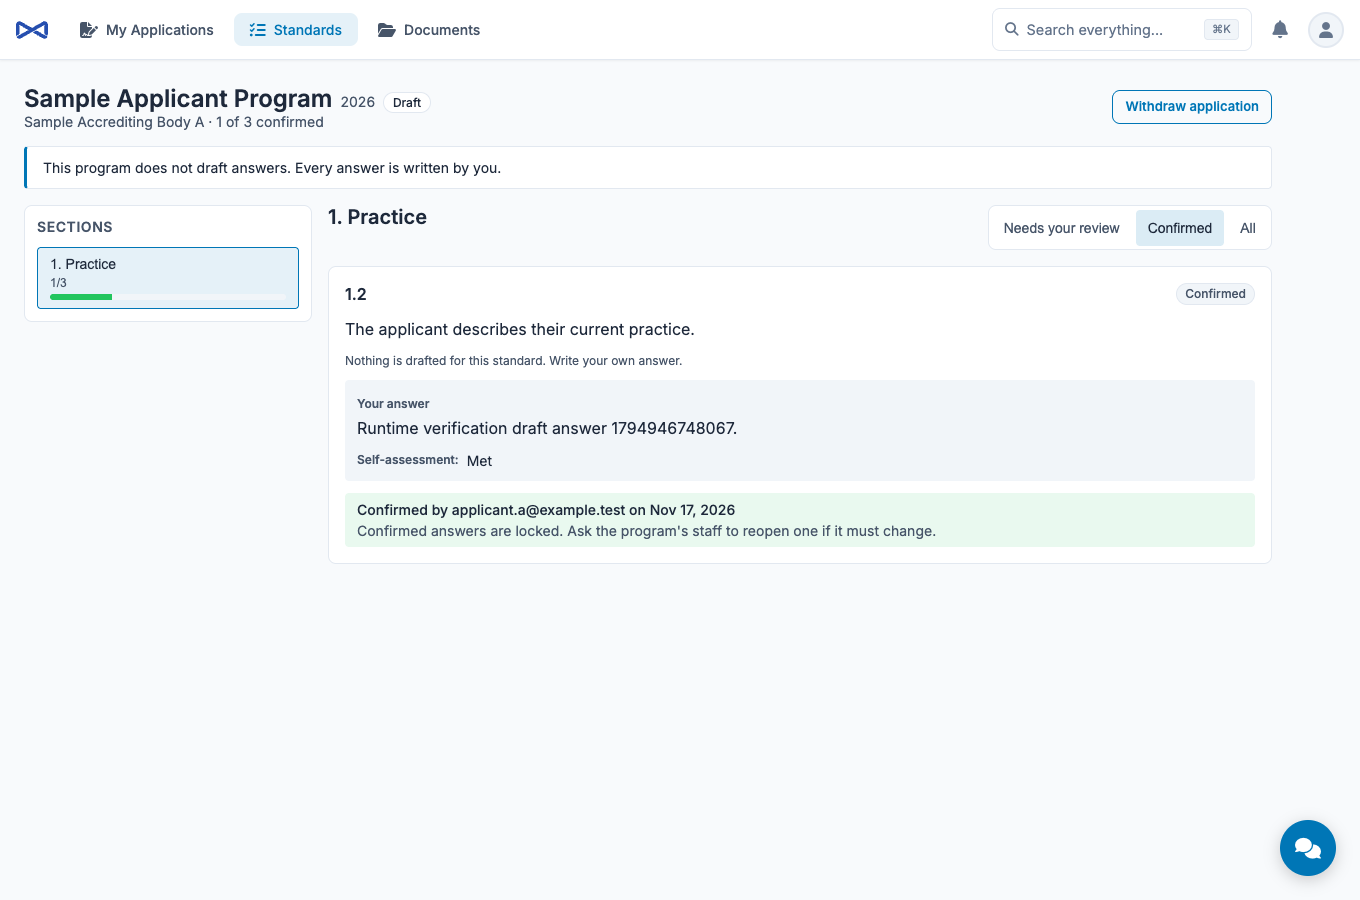 My Applications
Standards
Documents
Search everything...
⌘K
Sample Applicant Program 2026 Draft
Sample Accrediting Body A · 1 of 3 confirmed
Withdraw application
This program does not draft answers. Every answer is written by you.
SECTIONS
1. Practice
1/3
1. Practice
Needs your review
Confirmed
All
1.2
Confirmed
The applicant describes their current practice.
Nothing is drafted for this standard. Write your own answer.
Your answer
Runtime verification draft answer 1794946748067.
Self-assessment: Met
Confirmed by applicant.a@example.test on Nov 17, 2026
Confirmed answers are locked. Ask the program's staff to reopen one if it must change.